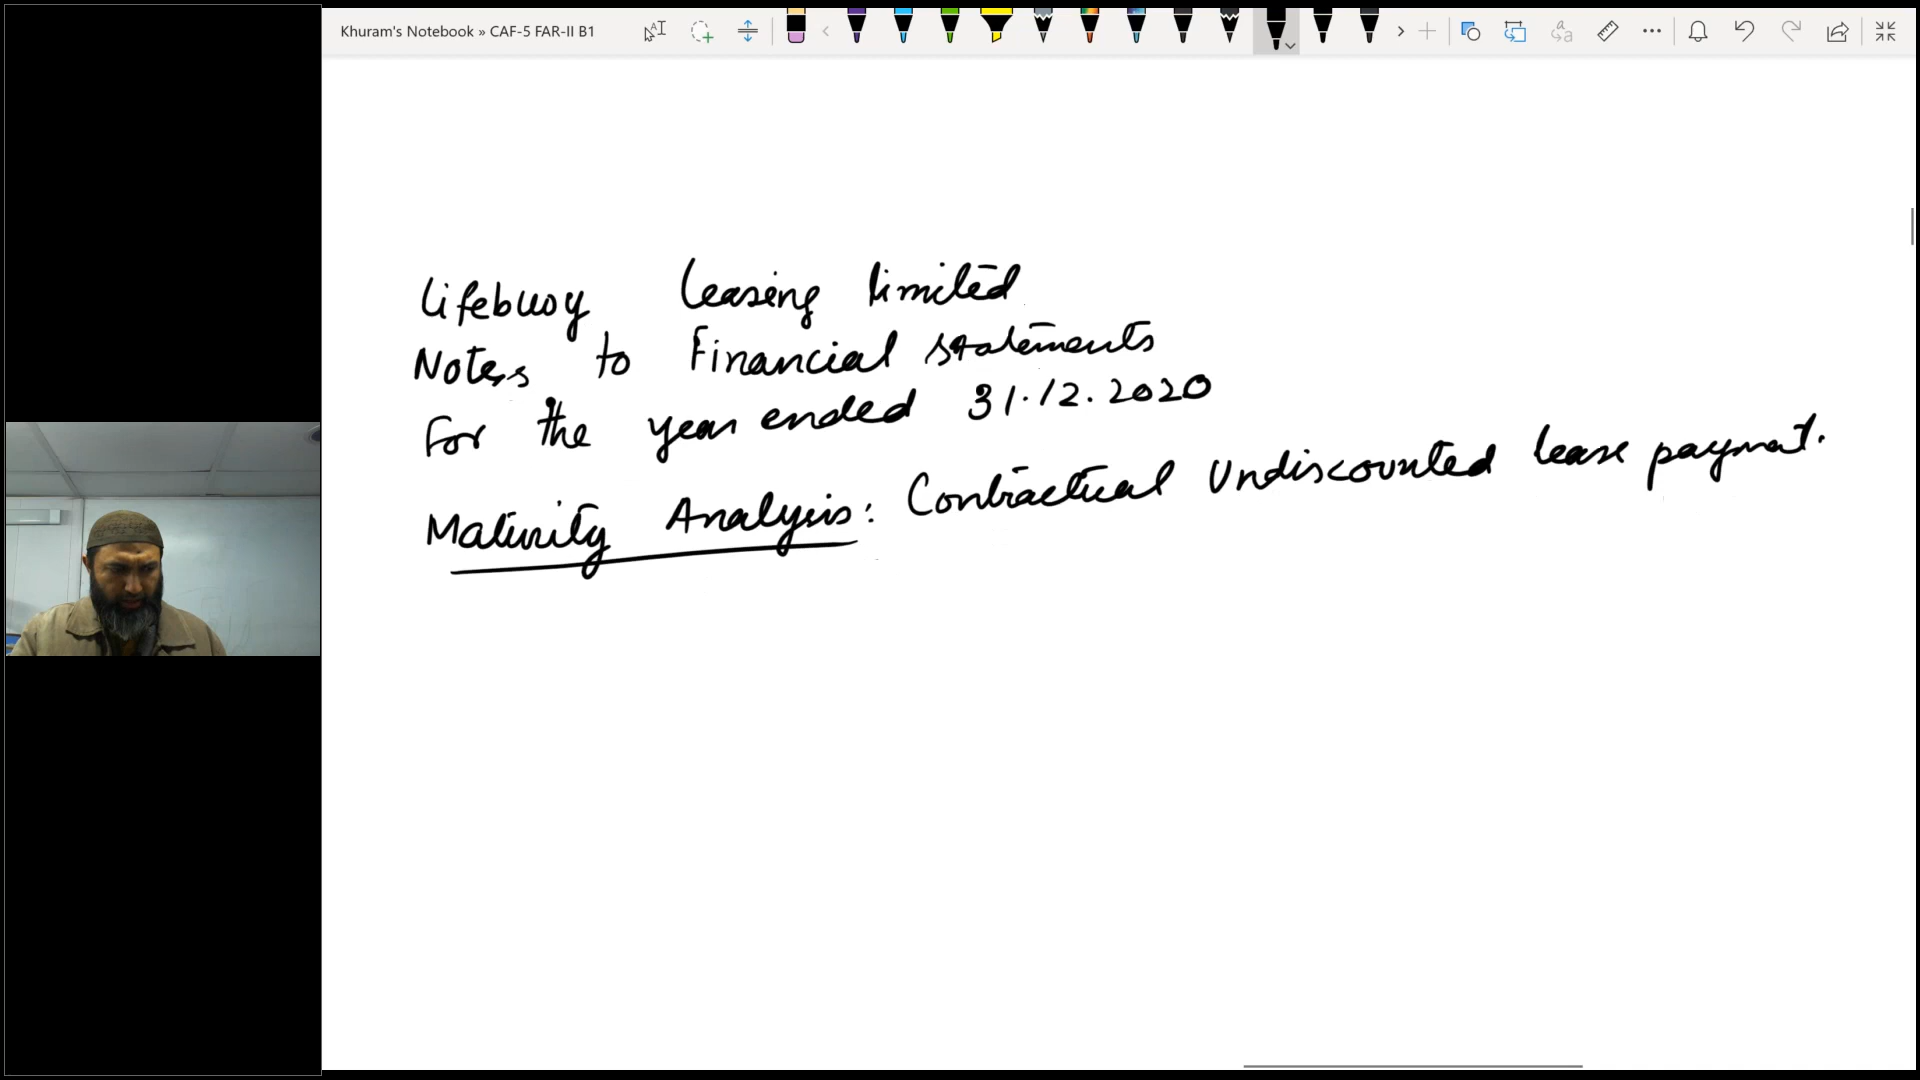 Khuram's Notebook » CAF-5 FAR-II B1
Lifebuoy Leasing limited
Notes to Financial statements
For the year ended 31.12.2020
Maturity Analysis: Contractual Undiscounted lease paymat.